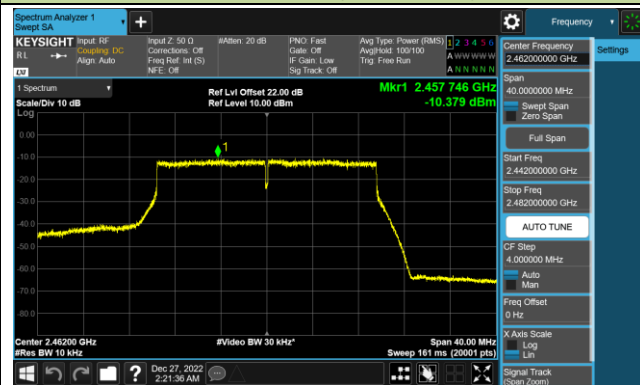 Spectrum Analyzer 1
Swept SA
+
Frequency
KEYSIGHT
RL
LXI
Input: RF
Coupling: DC
Align: Auto
Input Z: 50 Ω
Corrections: Off
Freq Ref: Int (S)
NFE: Off
#Atten: 20 dB
PNO: Fast
Gate: Off
IF Gain: Low
Sig Track: Off
Avg Type: Power (RMS)
Avg|Hold: 100/100
Trig: Free Run
1 2 3 4 5 6
A W W W W W
A N N N N N
1 Spectrum
Scale/Div 10 dB
Log
Ref Lvl Offset 22.00 dB
Ref Level 10.00 dBm
Mkr1 2.457 746 GHz
-10.379 dBm
1
0.00
-10.0
-20.0
-30.0
-40.0
-50.0
-60.0
-70.0
-80.0
Center 2.46200 GHz
#Res BW 10 kHz
#Video BW 30 kHz*
Span 40.00 MHz
Sweep 161 ms (20001 pts)
Dec 27, 2022
2:21:36 AM
?
Center Frequency
2.462000000 GHz
Settings
Span
40.0000000 MHz
Swept Span
Zero Span
Full Span
Start Freq
2.442000000 GHz
Stop Freq
2.482000000 GHz
AUTO TUNE
CF Step
4.000000 MHz
Auto
Man
Freq Offset
0 Hz
X Axis Scale
Log
Lin
Signal Track
(Span Zoom)